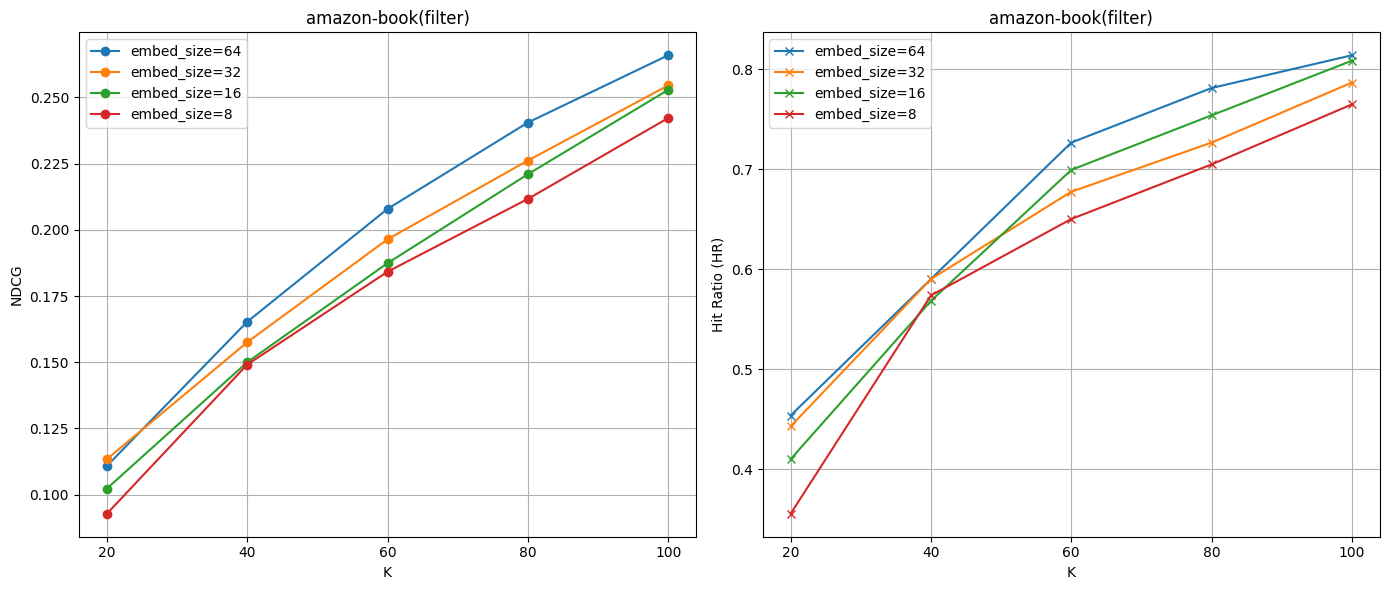 amazon-book(filter)
embed_size=64
embed_size=32
embed_size=16
embed_size=8
0.250
0.225
0.200
0.175
0.150
0.125
0.100
NDCG
20 40 60 80 100
K
amazon-book(filter)
embed_size=64
embed_size=32
embed_size=16
embed_size=8
0.8
0.7
0.6
0.5
0.4
Hit Ratio (HR)
20 40 60 80 100
K